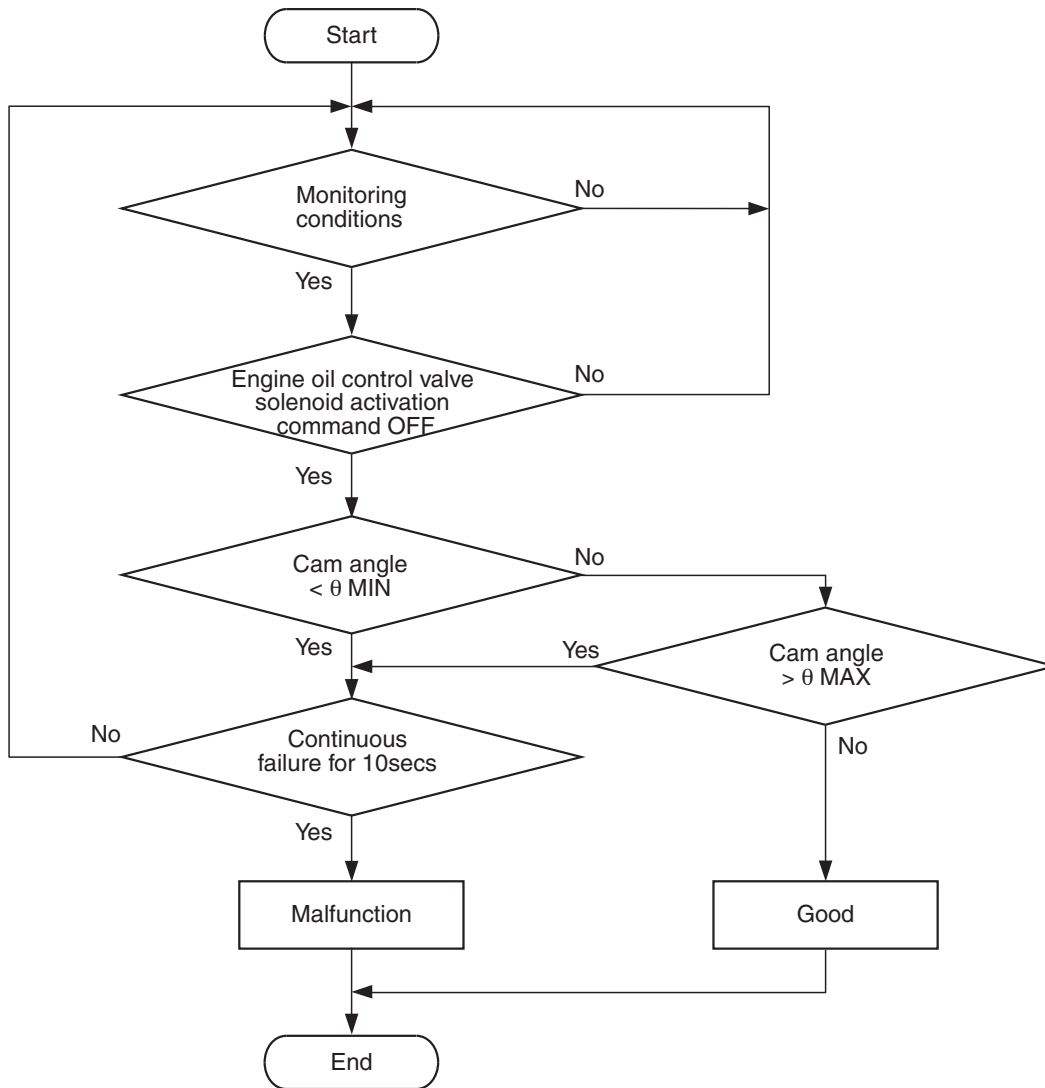 Start
Monitoring
conditions
No
Yes
Engine oil control valve
solenoid activation
command OFF
No
Yes
Cam angle
< θ MIN
No
Yes
Cam angle
> θ MAX
Yes
No
Continuous
failure for 10secs
No
Yes
Malfunction
Good
End